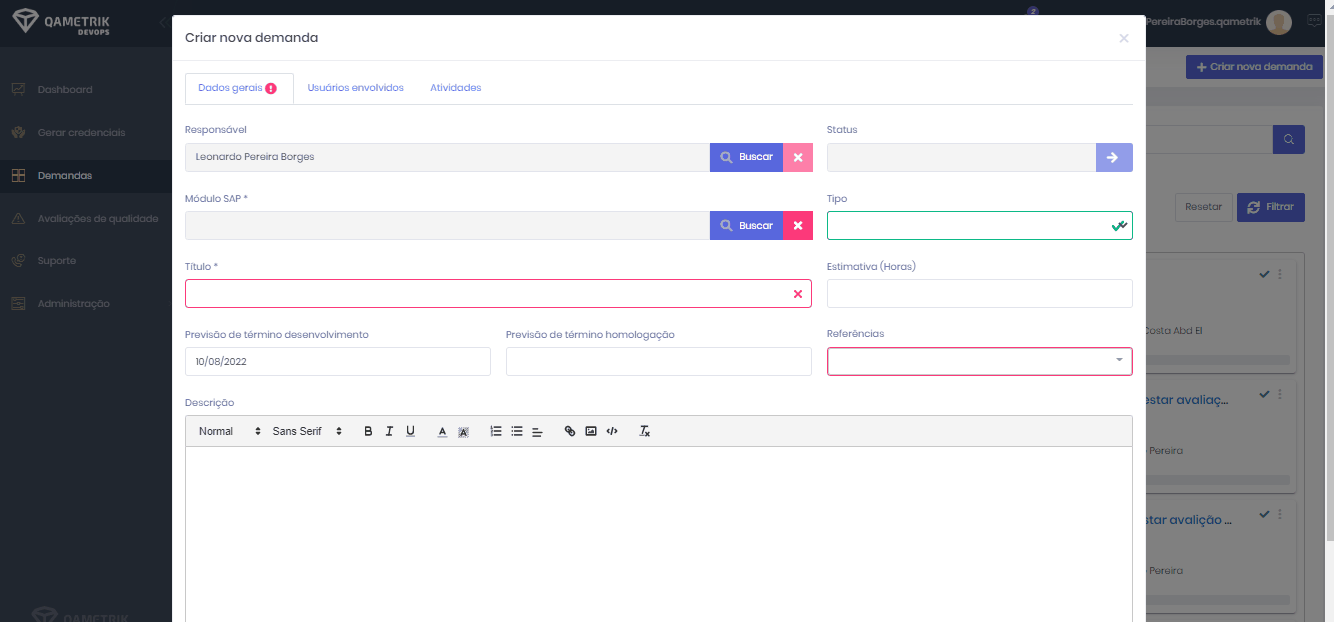 QAMETRIK
DEVOPS
2
PereiraBorges.qametrik
Criar nova demanda
Criar nova demanda
Dados gerais
Usuários envolvidos
Atividades
Dashboard
Gerar credenciais
Demandas
Avaliações de qualidade
Suporte
Administração
Responsável
Status
Leonardo Pereira Borges
Buscar
Módulo SAP *
Tipo
Buscar
Resetar
Filtrar
Título *
Estimativa (Horas)
Previsão de término desenvolvimento
Previsão de término homologação
Referências
10/08/2022
Costa Abd El
Descrição
Normal
Sans Serif
estar avaliaç...
Pereira
star avalição ...
Pereira
QAMETRIK